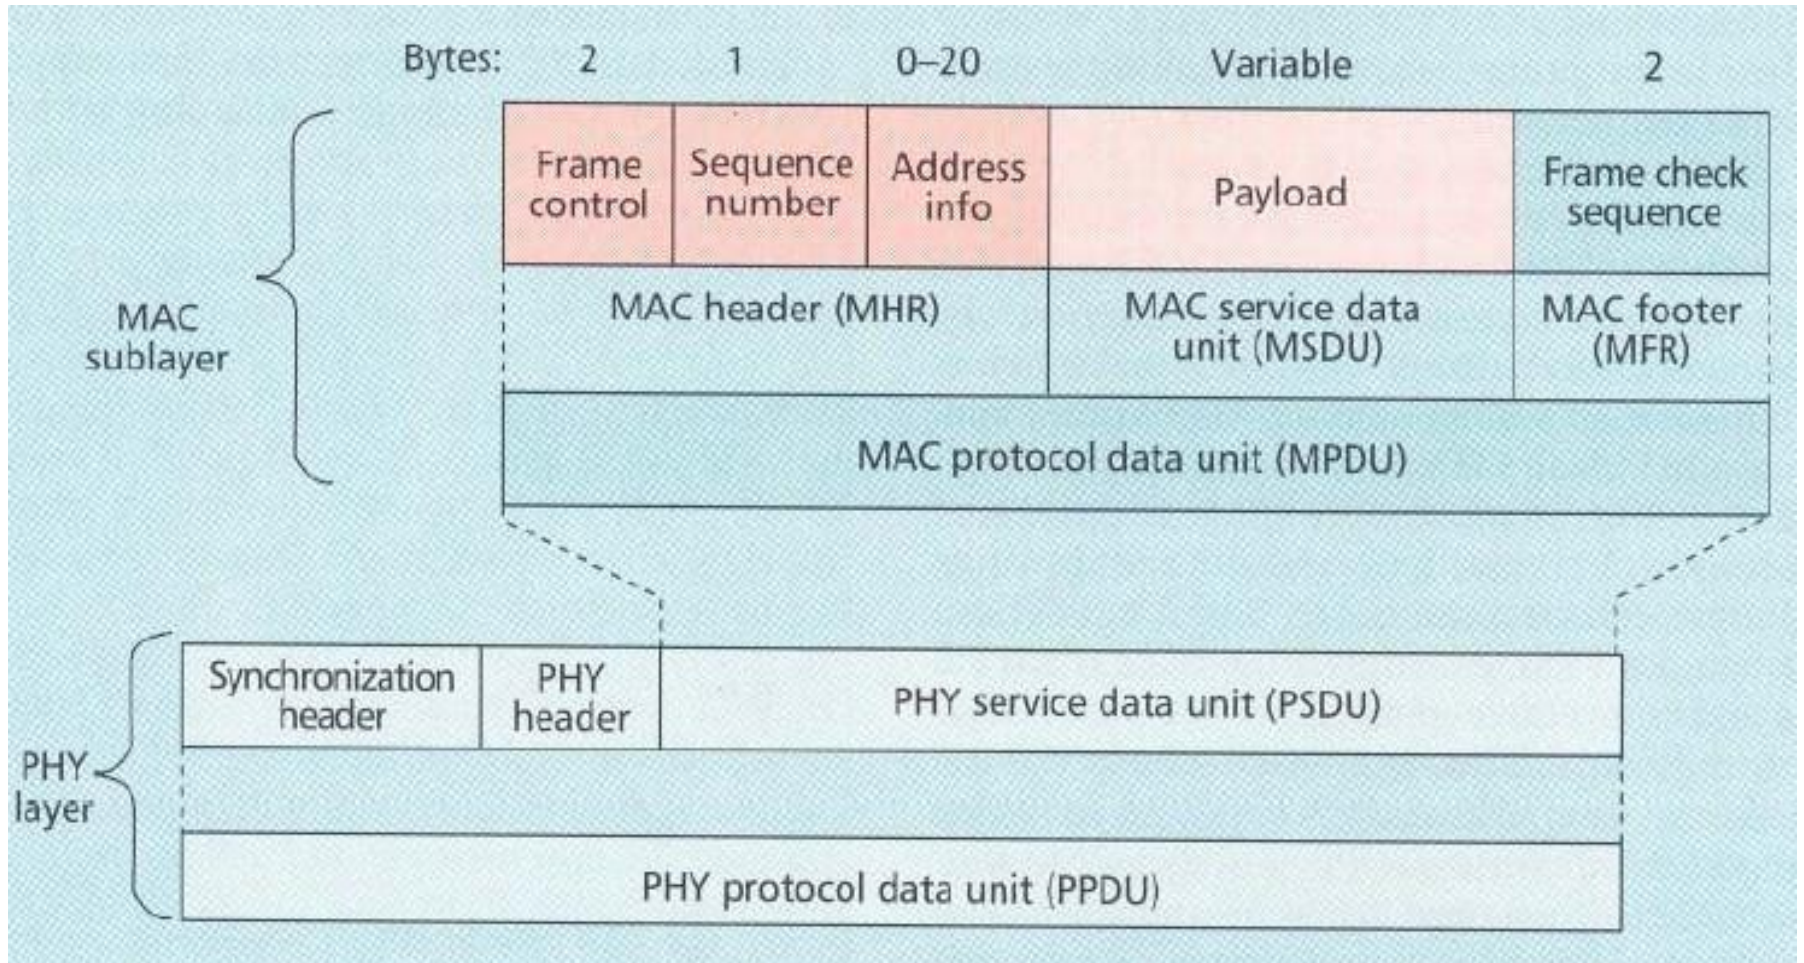 Bytes: 2 1 0–20 Variable 2
Frame control
Sequence number
Address info
Payload
Frame check sequence
MAC header (MHR)
MAC service data unit (MSDU)
MAC footer (MFR)
MAC sublayer
MAC protocol data unit (MPDU)
Synchronization header
PHY header
PHY service data unit (PSDU)
PHY layer
PHY protocol data unit (PPDU)